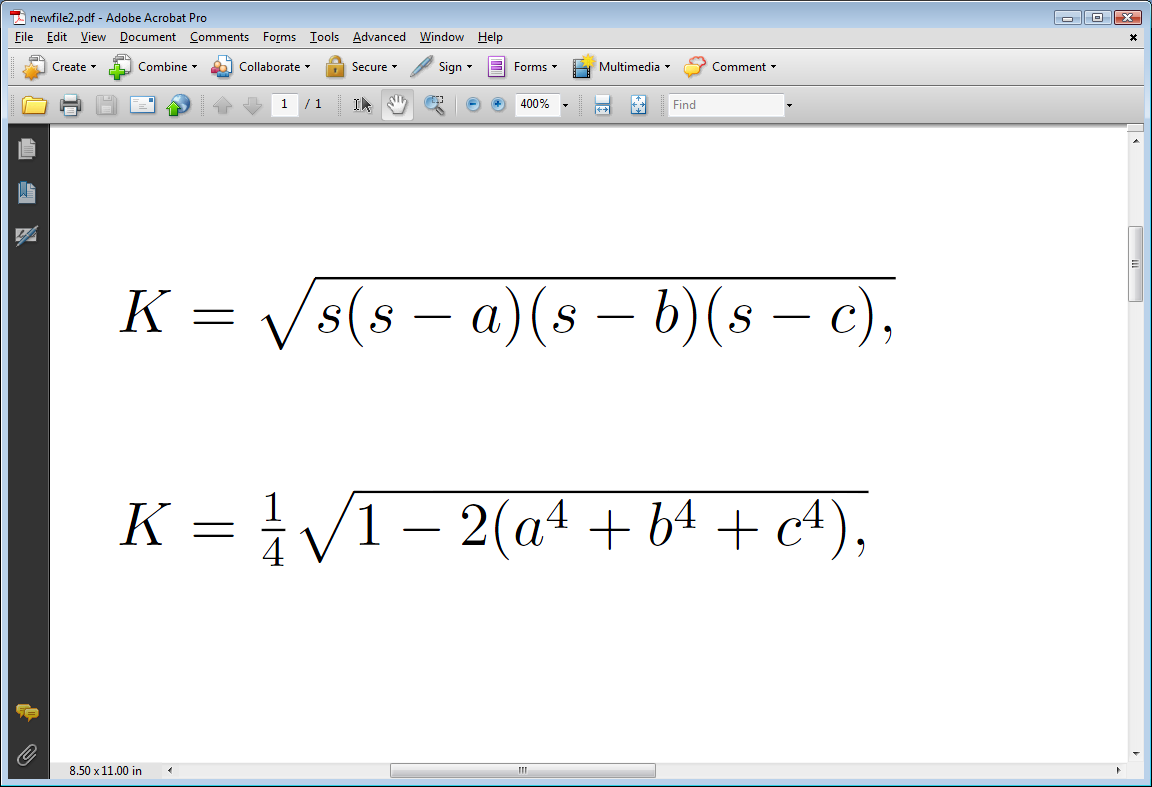 newfile2.pdf - Adobe Acrobat Pro
File Edit View Document Comments Forms Tools Advanced Window Help
Create Combine Collaborate Secure Sign Forms Multimedia Comment
1 / 1 400% Find
K = √s(s − a)(s − b)(s − c),
K = 1/4 √1 − 2(a⁴ + b⁴ + c⁴),
8.50 x 11.00 in